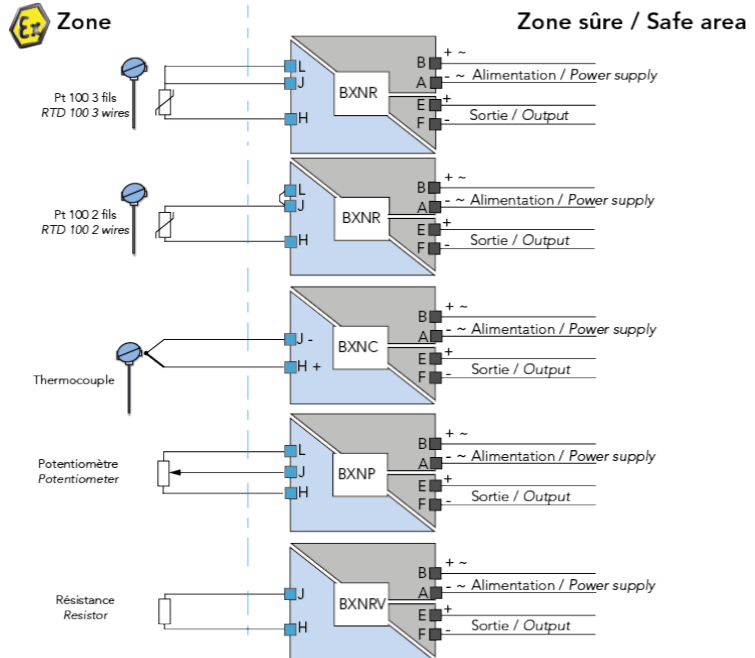 Ex Zone
Zone sûre / Safe area
Pt 100 3 fils
RTD 100 3 wires
L
J
H
BXNR
B + ~
A - ~ Alimentation / Power supply
E +
F - Sortie / Output
Pt 100 2 fils
RTD 100 2 wires
L
J
H
BXNR
B + ~
A - ~ Alimentation / Power supply
E +
F - Sortie / Output
Thermocouple
J -
H +
BXNC
B + ~
A - ~ Alimentation / Power supply
E +
F - Sortie / Output
Potentiomètre
Potentiometer
L
J
H
BXNP
B + ~
A - ~ Alimentation / Power supply
E +
F - Sortie / Output
Résistance
Resistor
J
H
BXNRV
B + ~
A - ~ Alimentation / Power supply
E +
F - Sortie / Output